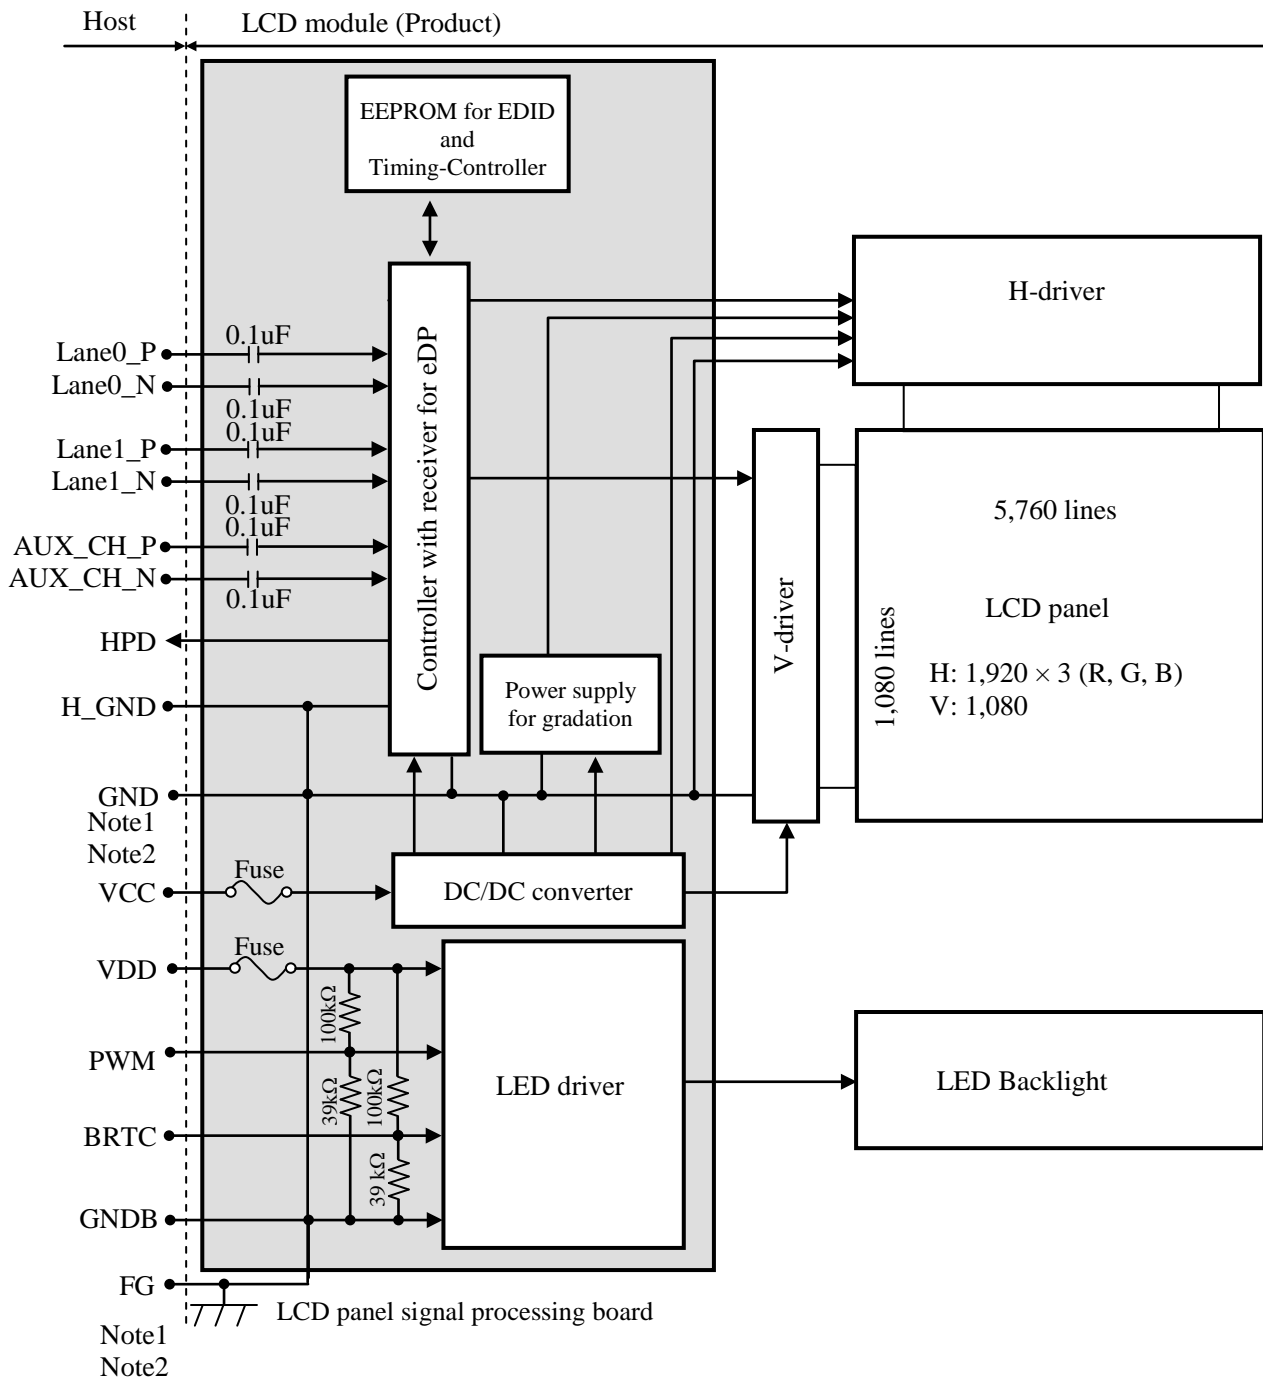 Host
LCD module (Product)
EEPROM for EDID
and
Timing-Controller
H-driver
0.1uF
Lane0_P
Lane0_N
0.1uF
0.1uF
Lane1_P
Lane1_N
0.1uF
0.1uF
AUX_CH_P
AUX_CH_N
0.1uF
HPD
H_GND
Controller with receiver for eDP
Power supply
for gradation
V-driver
5,760 lines
1,080 lines
LCD panel
H: 1,920 × 3 (R, G, B)
V: 1,080
GND
Note1
Note2
VCC
Fuse
DC/DC converter
VDD
Fuse
100kΩ
PWM
39kΩ
100kΩ
LED driver
LED Backlight
BRTC
39 kΩ
GNDB
FG
LCD panel signal processing board
Note1
Note2